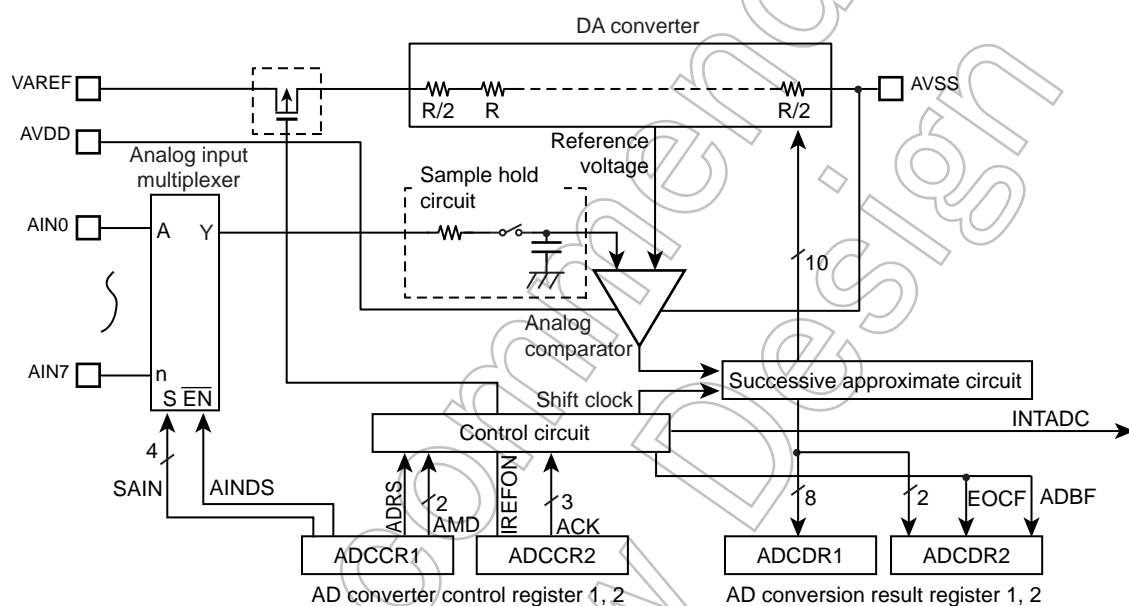 DA converter
VAREF
AVSS
R/2
R
R/2
AVDD
Reference
voltage
Analog input
multiplexer
Sample hold
circuit
AIN0
A
Y
10
Analog
comparator
AIN7
n
S EN
Successive approximate circuit
Shift clock
INTADC
Control circuit
4
SAIN
AINDS
ADRS
2
AMD
IREFON
3
ACK
8
2
EOCF
ADBF
ADCCR1
ADCCR2
ADCDR1
ADCDR2
AD converter control register 1, 2
AD conversion result register 1, 2